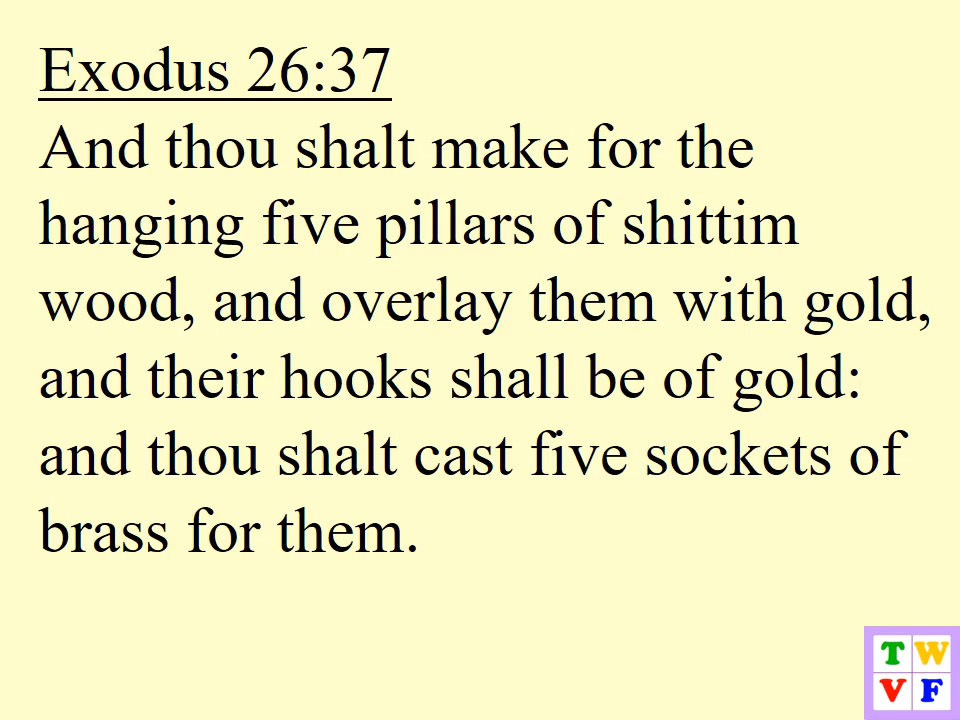 Exodus 26:37
And thou shalt make for the
hanging five pillars of shittim
wood, and overlay them with gold,
and their hooks shall be of gold:
and thou shalt cast five sockets of
brass for them.
T W
V F